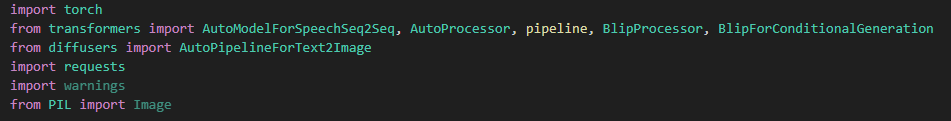 import torch
from transformers import AutoModelForSpeechSeq2Seq, AutoProcessor, pipeline, BlipProcessor, BlipForConditionalGeneration
from diffusers import AutoPipelineForText2Image
import requests
import warnings
from PIL import Image